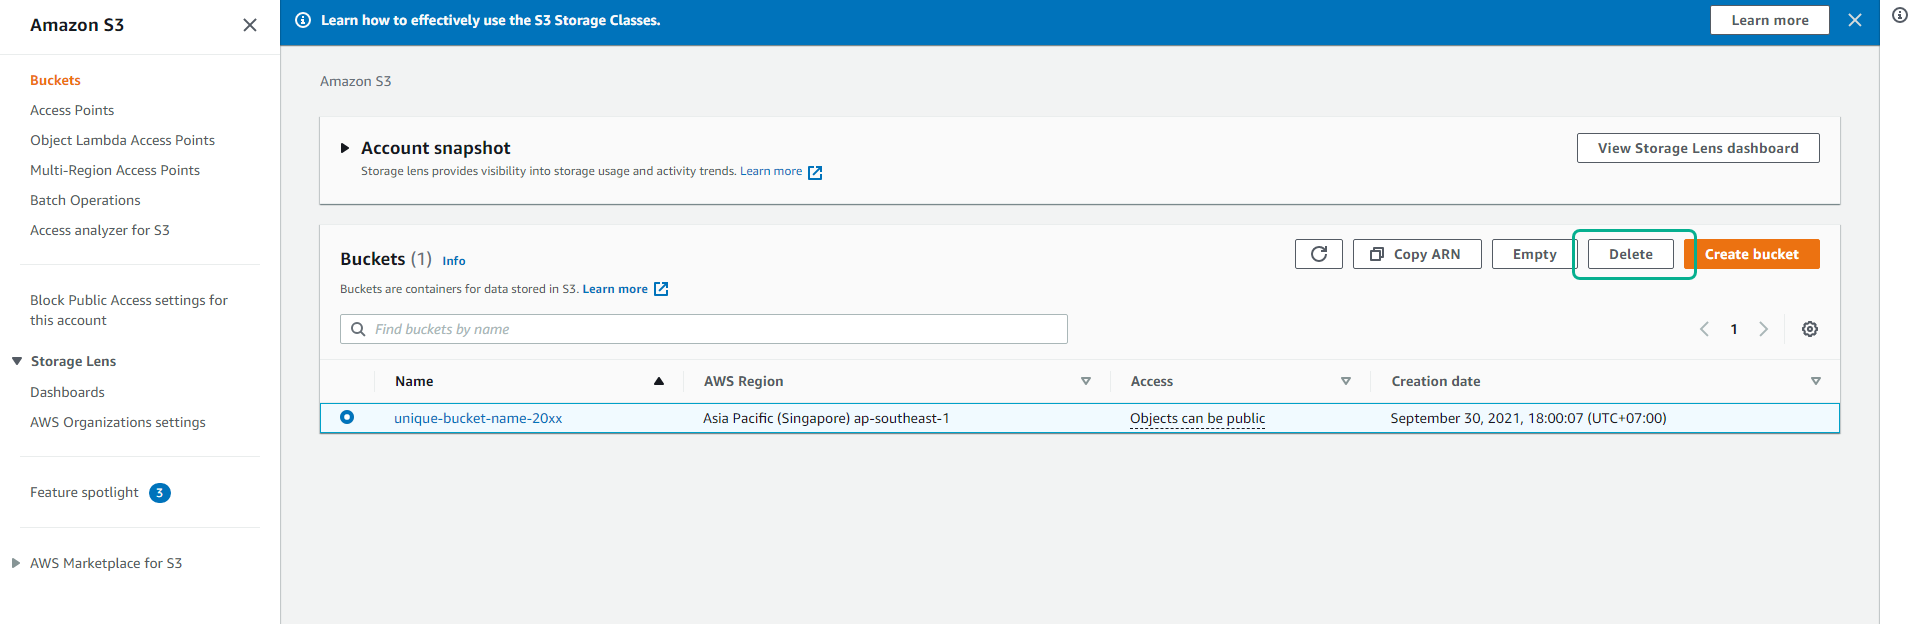 Amazon S3
Learn how to effectively use the S3 Storage Classes.
Learn more
Buckets
Access Points
Object Lambda Access Points
Multi-Region Access Points
Batch Operations
Access analyzer for S3
Block Public Access settings for
this account
Storage Lens
Dashboards
AWS Organizations settings
Feature spotlight 3
AWS Marketplace for S3
Amazon S3
Account snapshot
Storage lens provides visibility into storage usage and activity trends. Learn more
View Storage Lens dashboard
Buckets (1) Info
Buckets are containers for data stored in S3. Learn more
Copy ARN
Empty
Delete
Create bucket
Find buckets by name
1
Name AWS Region Access Creation date
unique-bucket-name-20xx Asia Pacific (Singapore) ap-southeast-1 Objects can be public September 30, 2021, 18:00:07 (UTC+07:00)